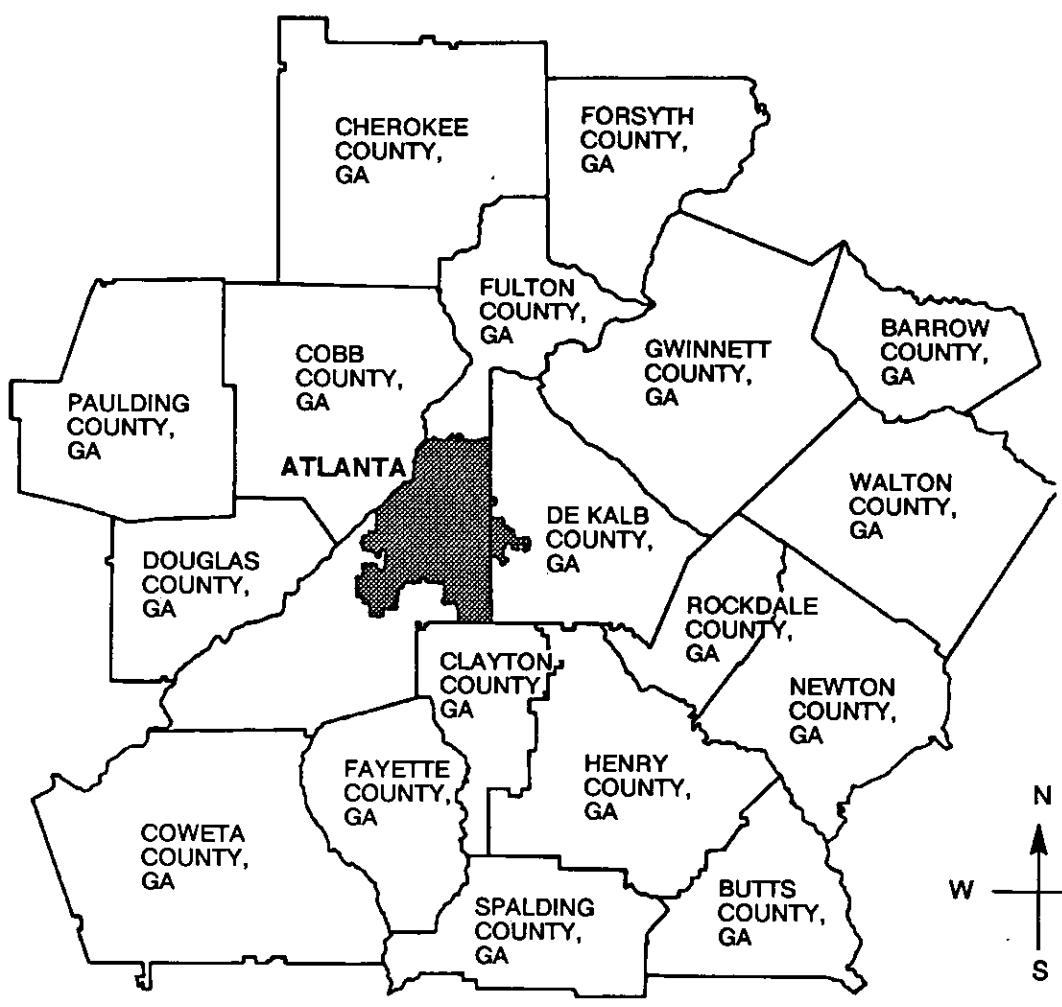 CHEROKEE
COUNTY,
GA
FORSYTH
COUNTY,
GA
FULTON
COUNTY,
GA
BARROW
COUNTY,
GA
GWINNETT
COUNTY,
GA
COBB
COUNTY,
GA
PAULDING
COUNTY,
GA
ATLANTA
WALTON
COUNTY,
GA
DE KALB
COUNTY,
GA
DOUGLAS
COUNTY,
GA
ROCKDALE
COUNTY,
GA
CLAYTON
COUNTY
GA
NEWTON
COUNTY,
GA
HENRY
COUNTY,
GA
FAYETTE
COUNTY,
GA
COWETA
COUNTY,
GA
SPALDING
COUNTY,
GA
BUTTS
COUNTY,
GA
N
W
S